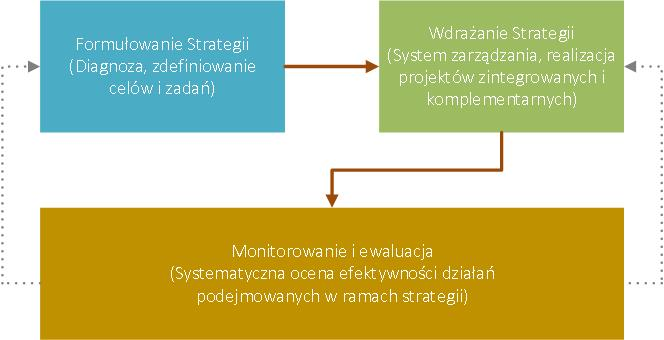 Formułowanie Strategii
(Diagnoza, zdefiniowanie
celów i zadań)
Wdrażanie Strategii
(System zarządzania, realizacja
projektów zintegrowanych i
komplementarnych)
Monitorowanie i ewaluacja
(Systematyczna ocena efektywności działań
podejmowanych w ramach strategii)